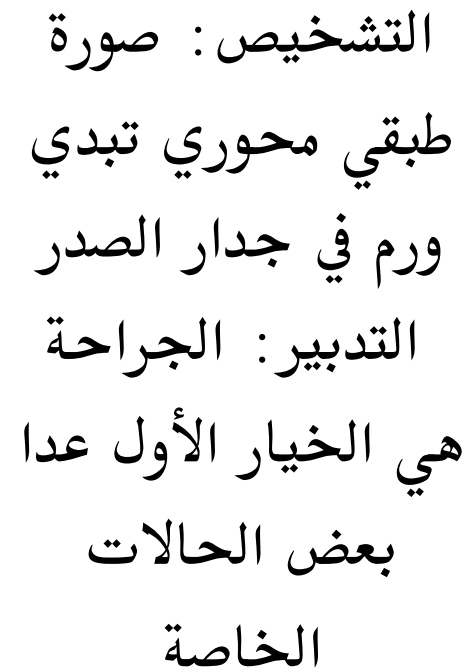 التشخيص: صورة
طبقي محوري تبدي
ورم في جدار الصدر
التدبير: الجراحة
هي الخيار الأول عدا
بعض الحالات
الخاصة